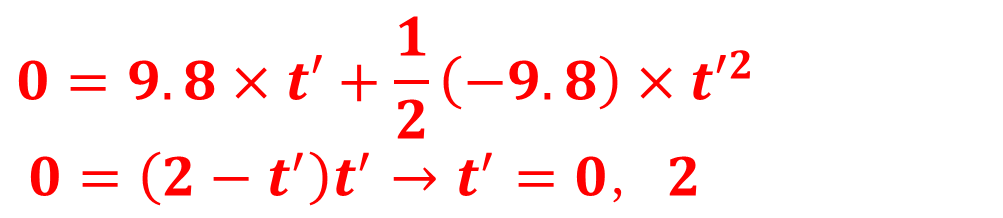 0 = 9.8 × t′ + 1/2 (−9.8) × t′²
0 = (2 − t′)t′ → t′ = 0, 2